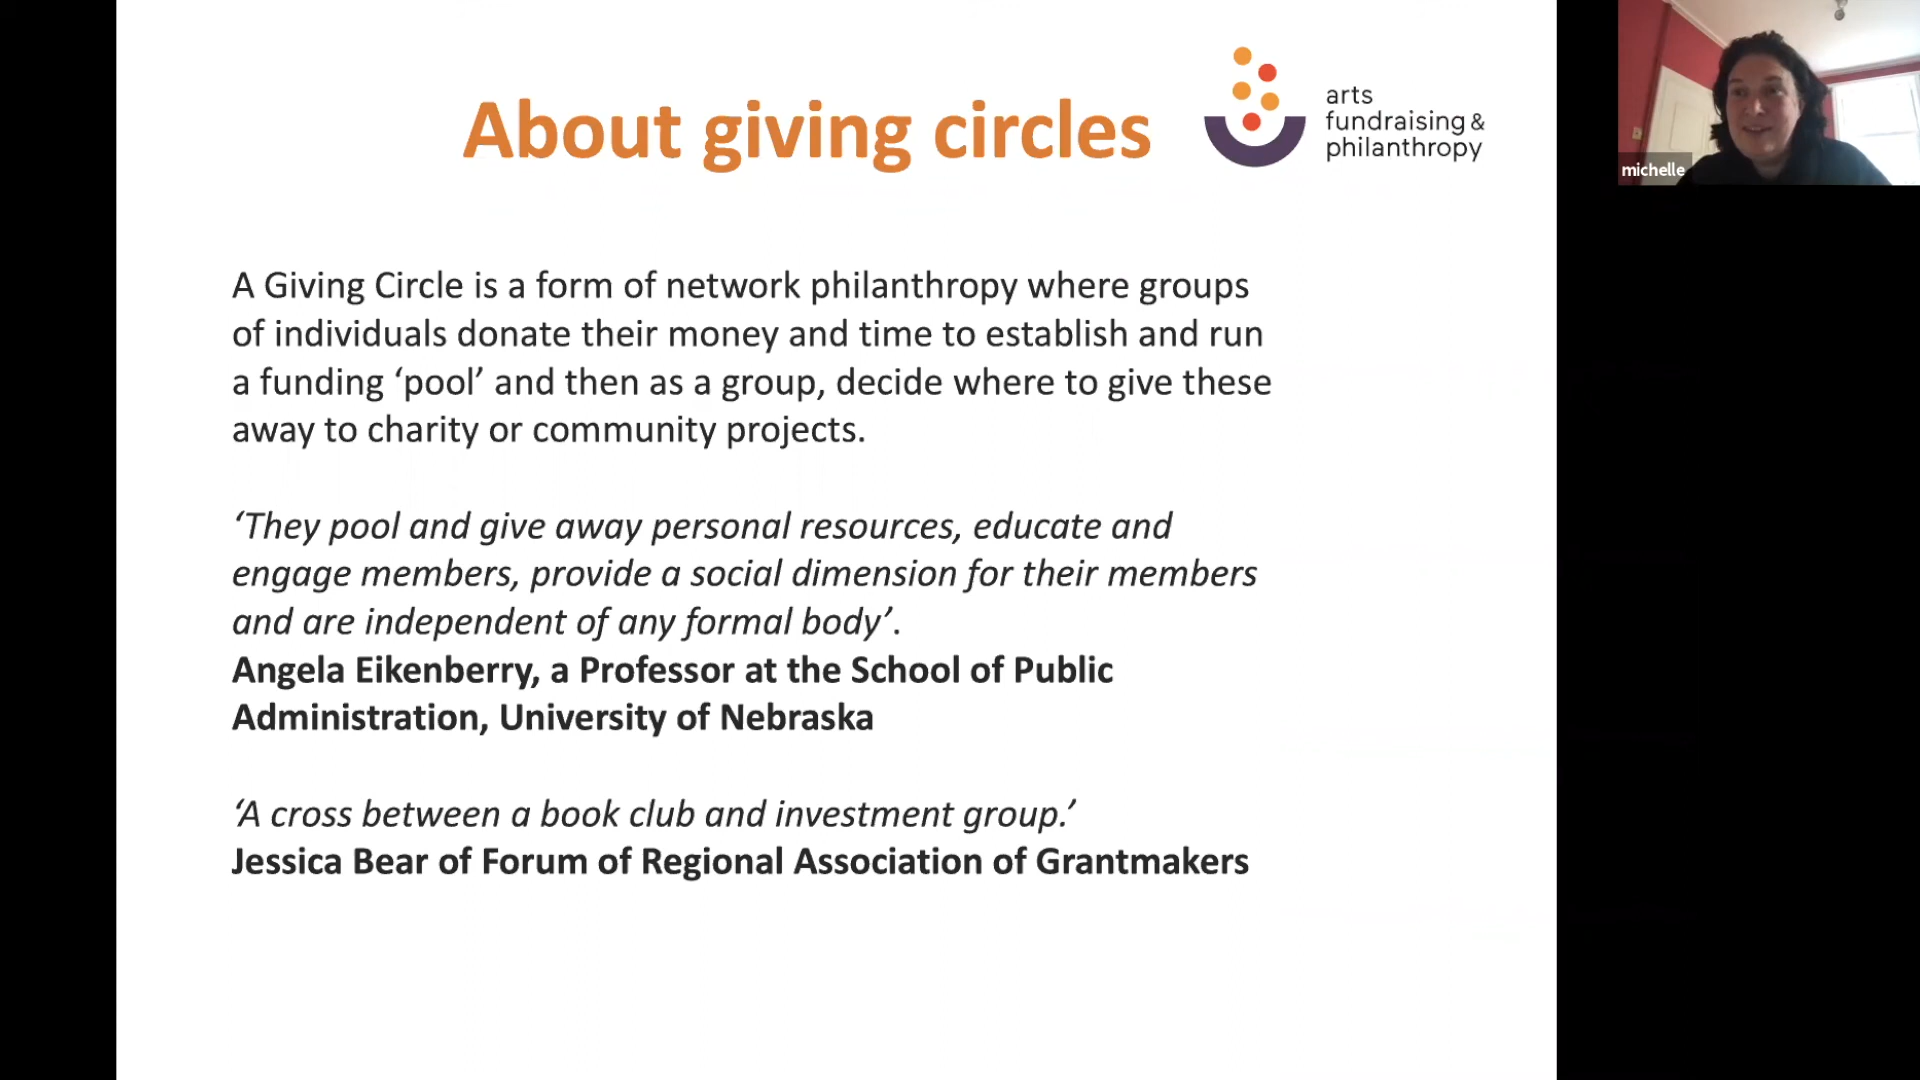 About giving circles
arts
fundraising &
philanthropy
michelle
A Giving Circle is a form of network philanthropy where groups
of individuals donate their money and time to establish and run
a funding ‘pool’ and then as a group, decide where to give these
away to charity or community projects.
‘They pool and give away personal resources, educate and
engage members, provide a social dimension for their members
and are independent of any formal body’.
Angela Eikenberry, a Professor at the School of Public
Administration, University of Nebraska
‘A cross between a book club and investment group.’
Jessica Bear of Forum of Regional Association of Grantmakers